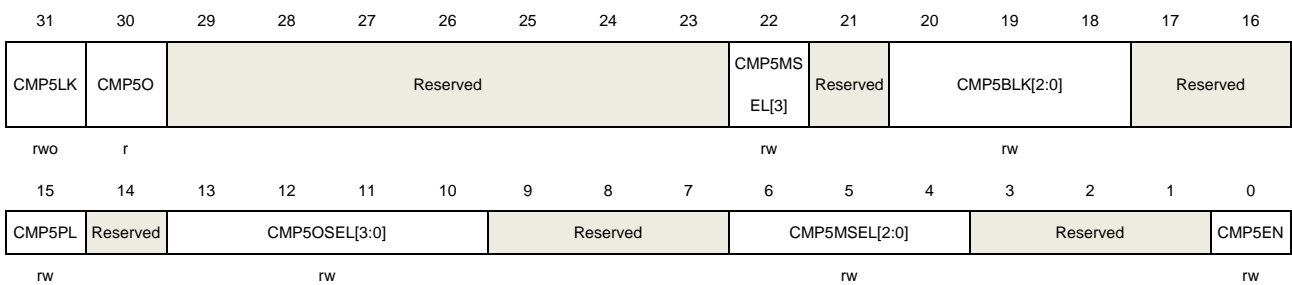 31 30 29 28 27 26 25 24 23 22 21 20 19 18 17 16
CMP5LK CMP5O Reserved CMP5MS EL[3] Reserved CMP5BLK[2:0] Reserved
rwo r rw rw
15 14 13 12 11 10 9 8 7 6 5 4 3 2 1 0
CMP5PL Reserved CMP5OSEL[3:0] Reserved CMP5MSEL[2:0] Reserved CMP5EN
rw rw rw rw